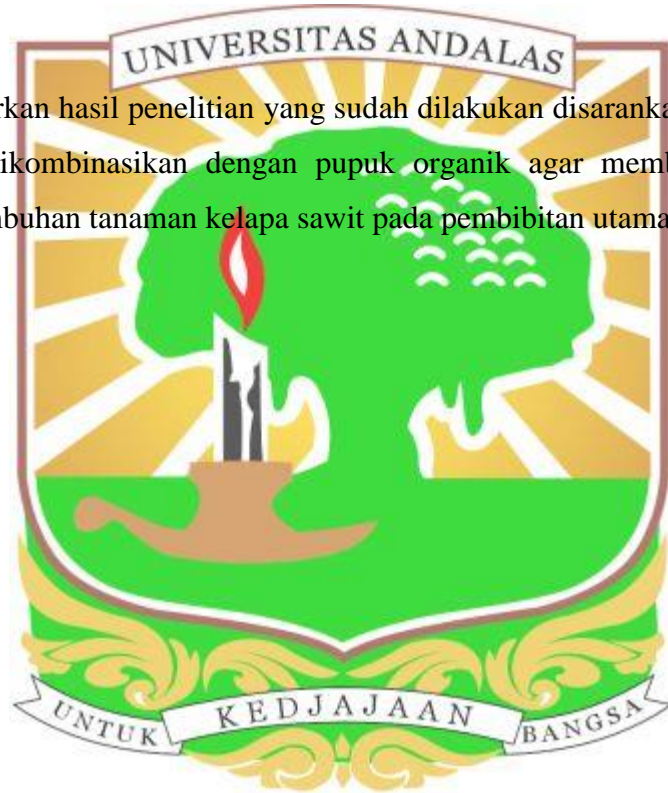 UNIVERSITAS ANDALAS
rkan hasil penelitian yang sudah dilakukan disaranka
ikombinasikan dengan pupuk organik agar memb
nbuhan tanaman kelapa sawit pada pembibitan utama
UNTUK KEDJAJAAN BANGSA